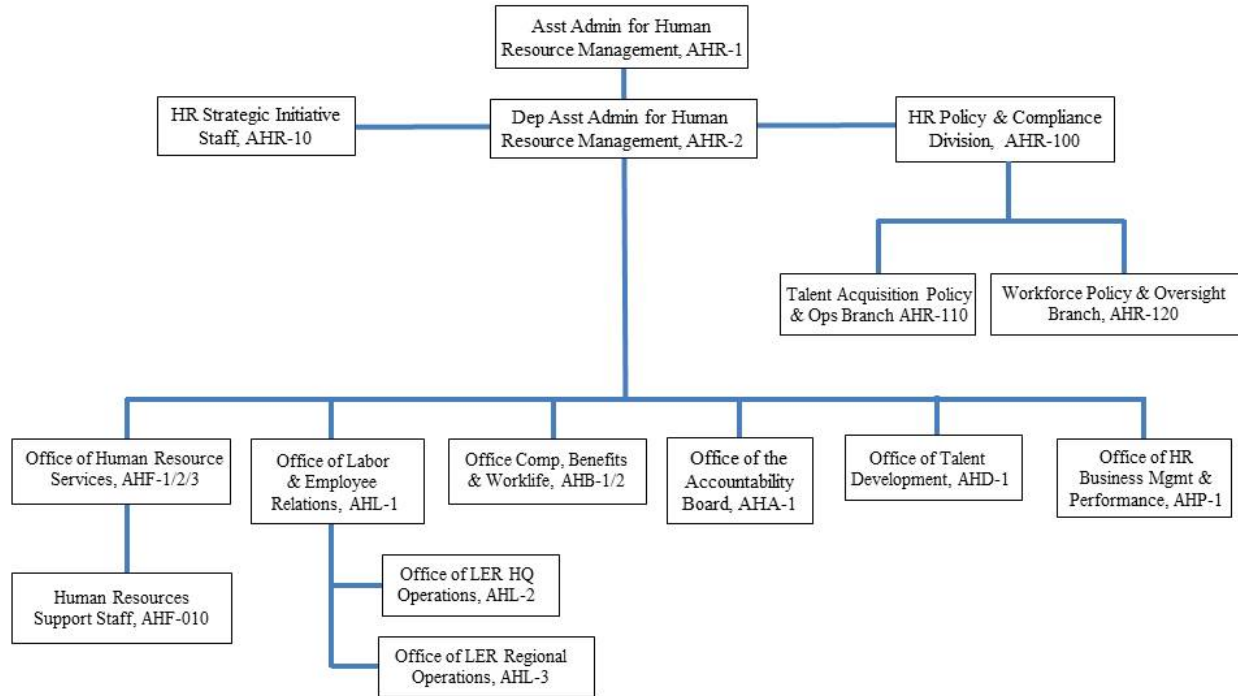 Asst Admin for Human
Resource Management, AHR-1
HR Strategic Initiative
Staff, AHR-10
Dep Asst Admin for Human
Resource Management, AHR-2
HR Policy & Compliance
Division, AHR-100
Talent Acquisition Policy
& Ops Branch AHR-110
Workforce Policy & Oversight
Branch, AHR-120
Office of Human Resource
Services, AHF-1/2/3
Office of Labor
& Employee
Relations, AHL-1
Office Comp, Benefits
& Worklife, AHB-1/2
Office of the
Accountability
Board, AHA-1
Office of Talent
Development, AHD-1
Office of HR
Business Mgmt &
Performance, AHP-1
Human Resources
Support Staff, AHF-010
Office of LER HQ
Operations, AHL-2
Office of LER Regional
Operations, AHL-3